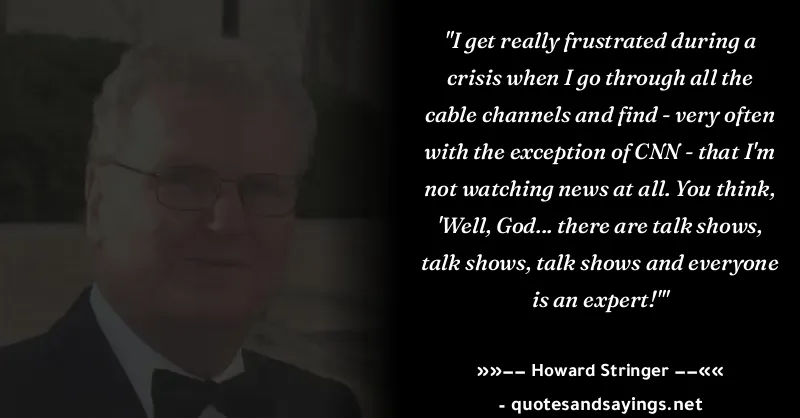 "I get really frustrated during a
crisis when I go through all the
cable channels and find - very often
with the exception of CNN - that I'm
not watching news at all. You think,
'Well, God... there are talk shows,
talk shows, talk shows and everyone
is an expert!'"
»»–– Howard Stringer ––««
- quotesandsayings.net